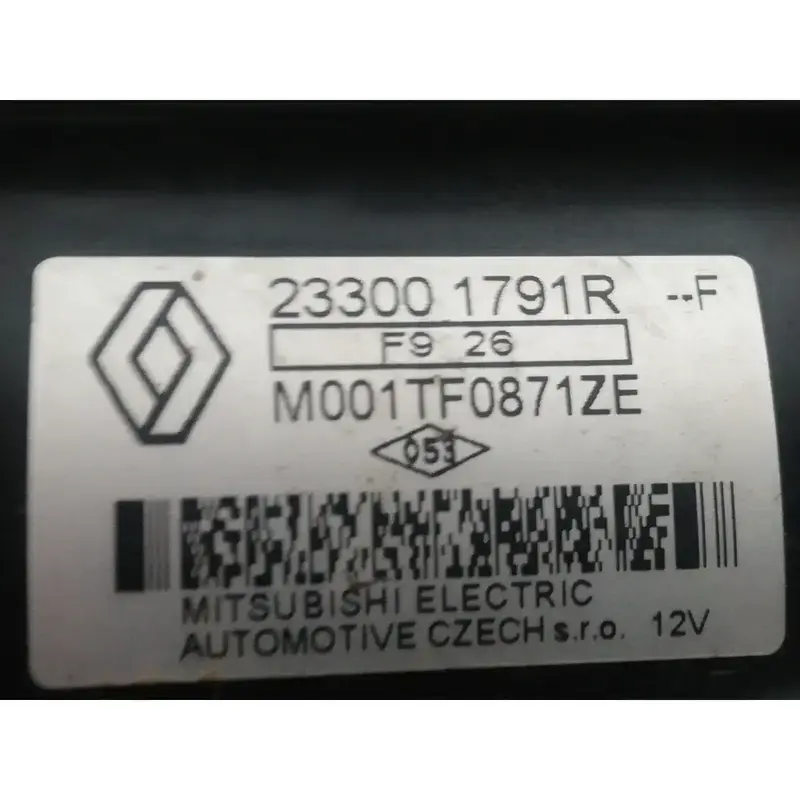 23300 1791R --F
F9 26
M001TF0871ZE
053
MITSUBISHI ELECTRIC
AUTOMOTIVE CZECH s.r.o. 12V